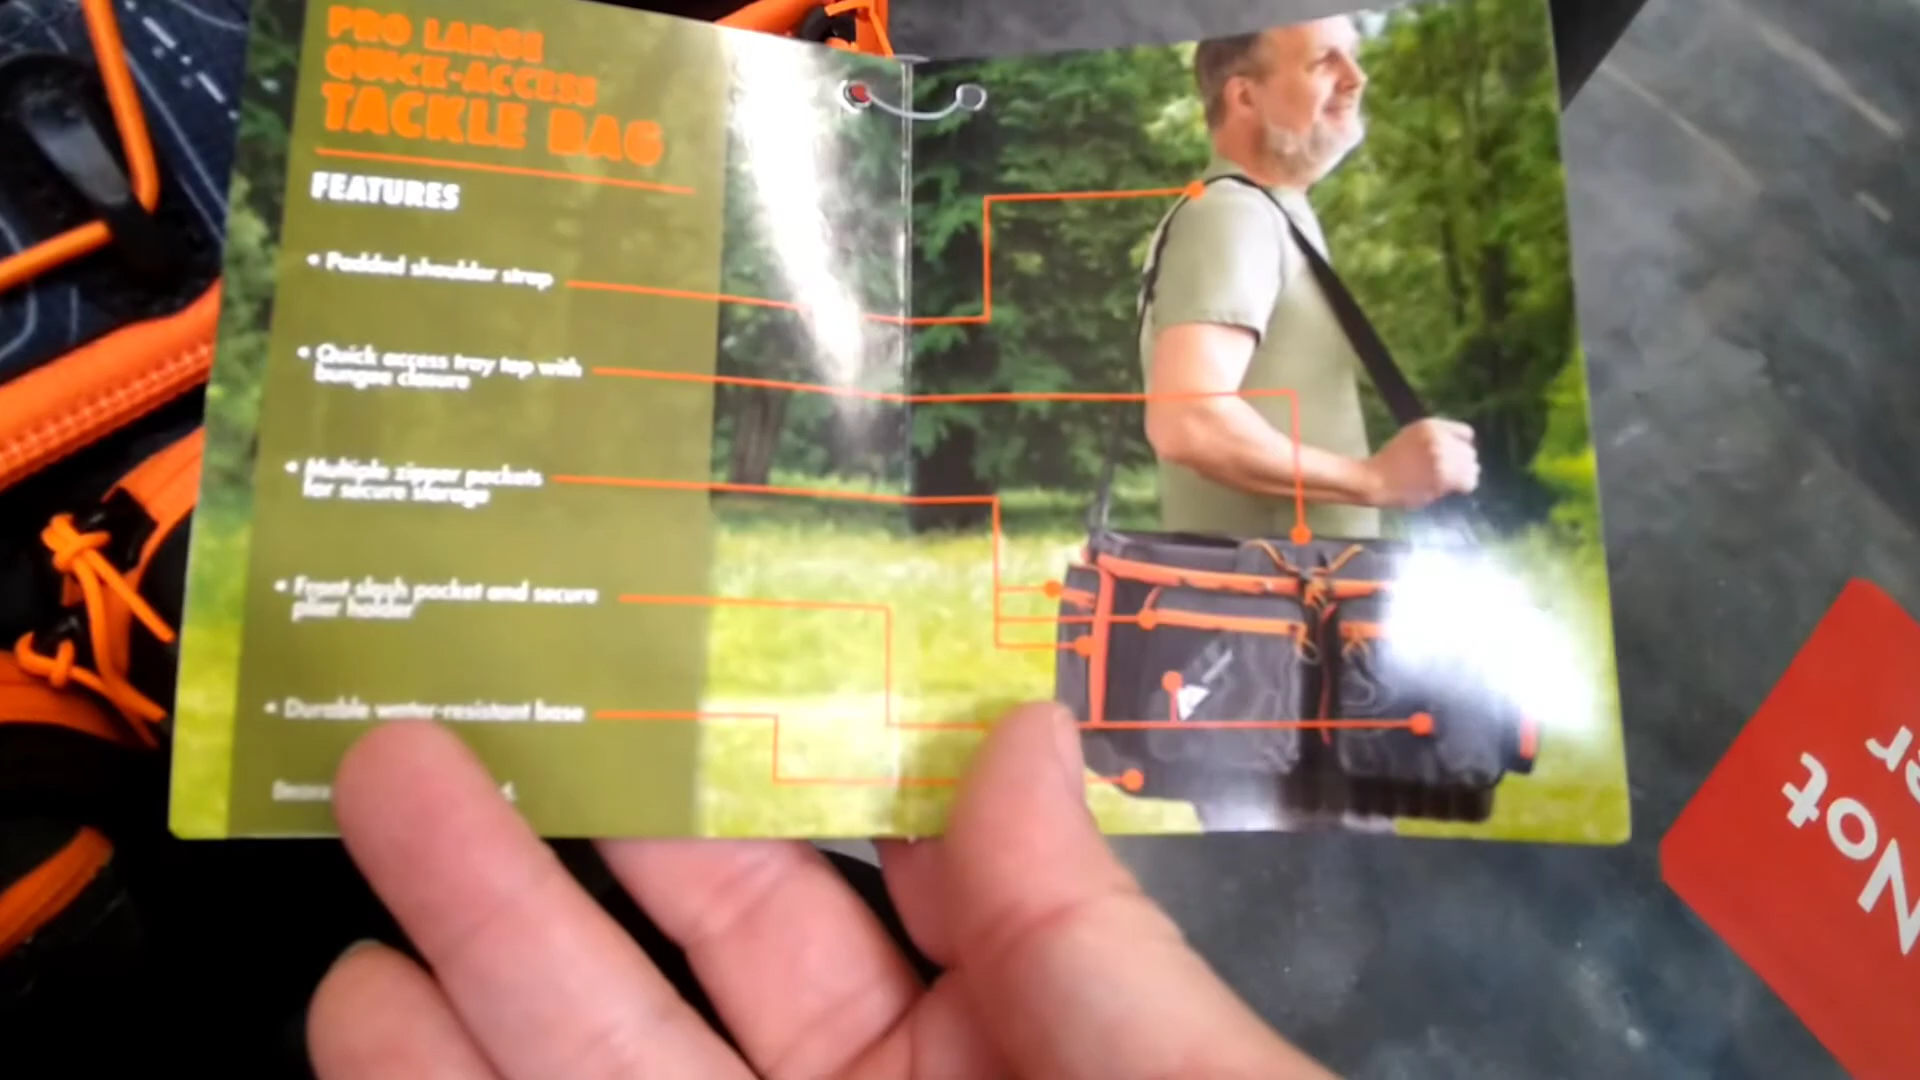 PRO LARGE
QUICK-ACCESS
TACKLE BAG
FEATURES
• Padded shoulder strap
• Quick access tray top with
bungee closure
• Multiple zipper pockets
for secure storage
• Front slash pocket and secure
plier holder
• Durable water-resistant base
Not
er